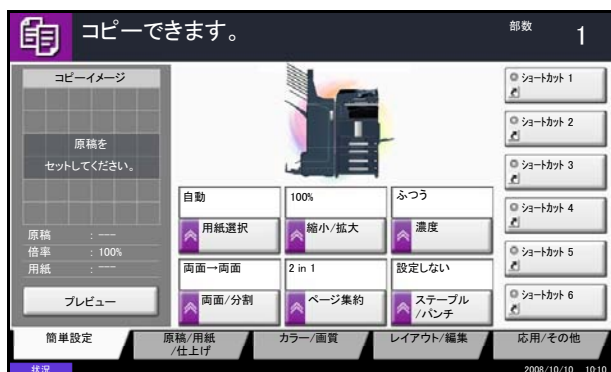 コピーできます。
部数
1
コピーイメージ
原稿を
セットしてください。
原稿 : ---
倍率 : 100%
用紙 : ---
プレビュー
自動
用紙選択
100%
縮小/拡大
ふつう
濃度
両面→両面
両面/分割
2 in 1
ページ集約
設定しない
ステープル
/パンチ
ショートカット 1
ショートカット 2
ショートカット 3
ショートカット 4
ショートカット 5
ショートカット 6
簡単設定
原稿/用紙
/仕上げ
カラー/画質
レイアウト/編集
応用/その他
状況
2008/10/10 10:10